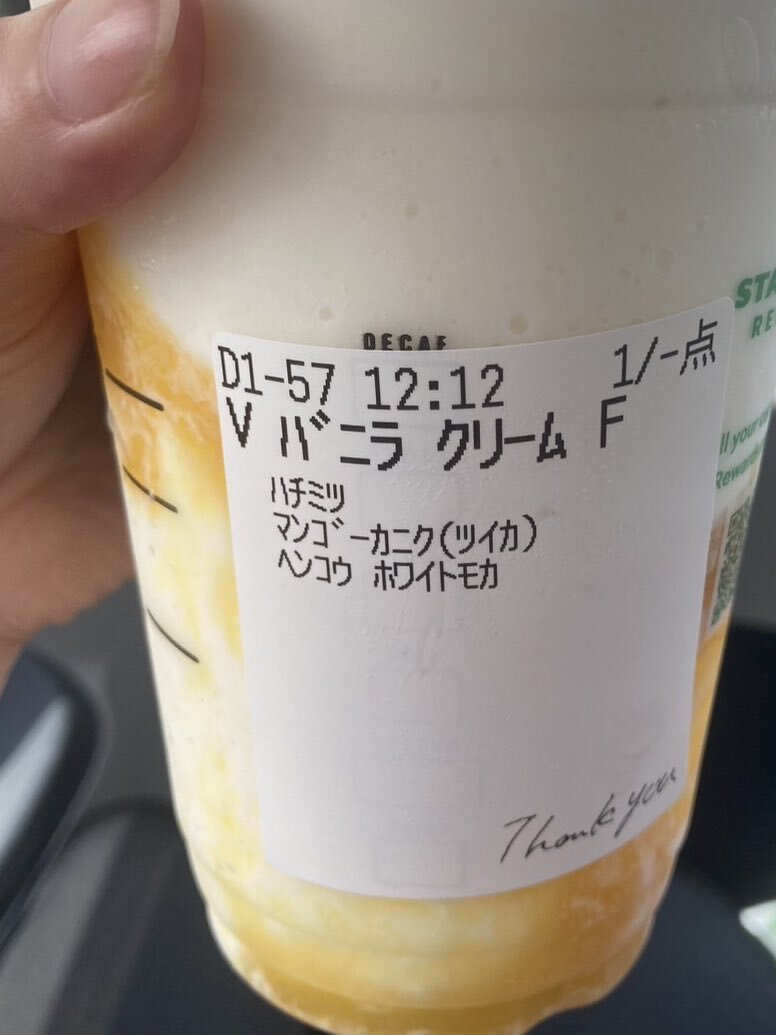 DECAF
D1-57 12:12 1/-点
V バニラ クリーム F
ハチミツ
マンゴーカニク(ツイカ)
ヘンコウ ホワイトモカ
Thank you